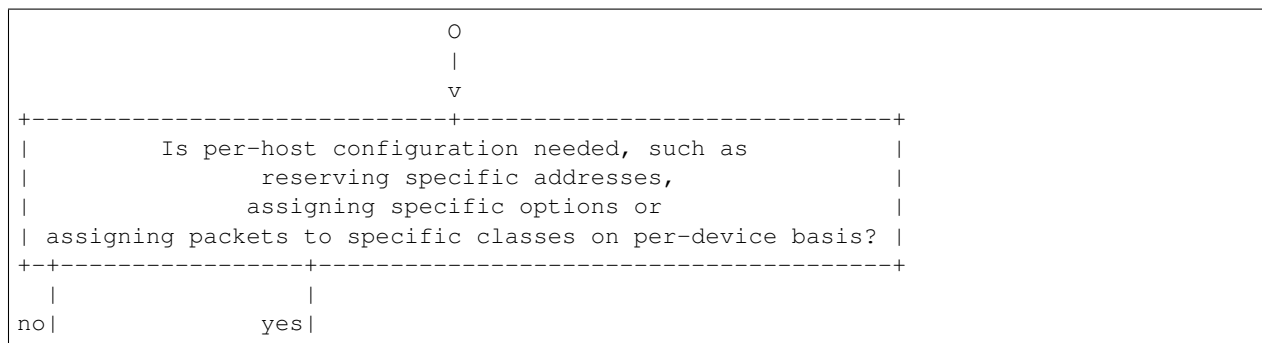 O
|
v
+-----------------------------+------------------------------+
|         Is per-host configuration needed, such as          |
|                reserving specific addresses,               |
|               assigning specific options or                |
| assigning packets to specific classes on per-device basis? |
+-+-----------------+----------------------------------------+
  |                 |
no|              yes|